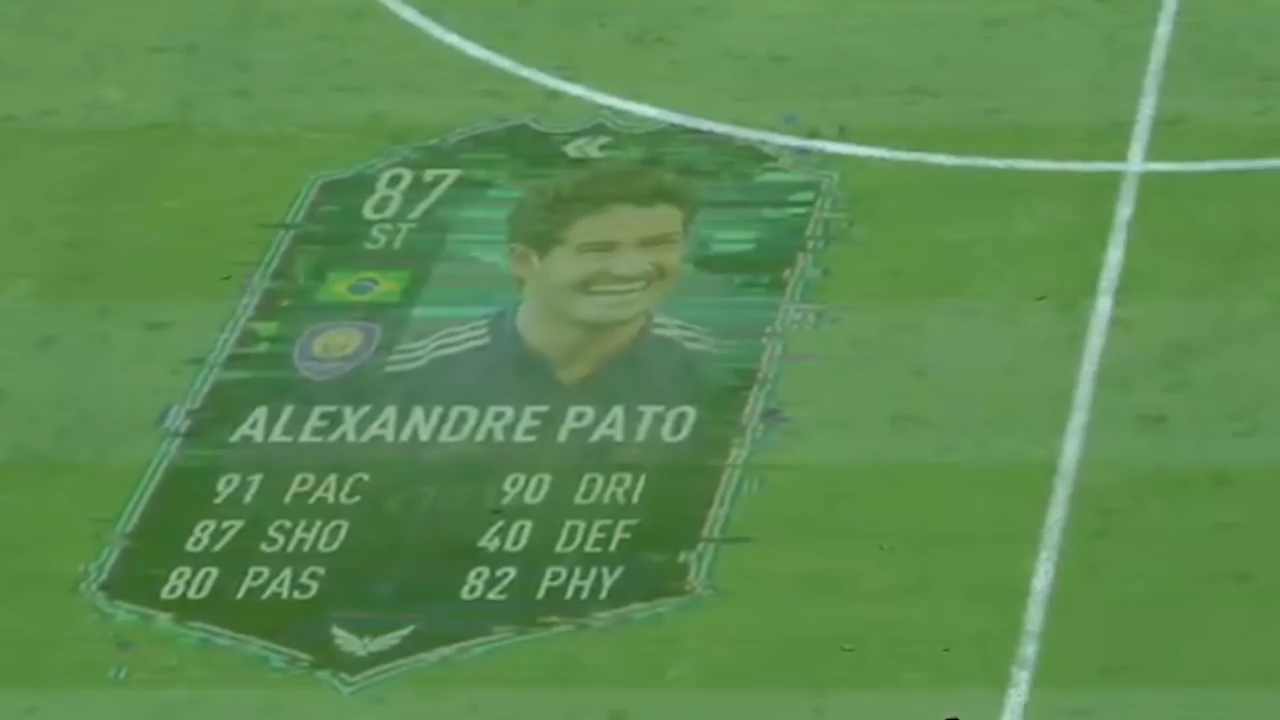 87
ST
ALEXANDRE PATO
91 PAC 90 DRI
87 SHO 40 DEF
80 PAS 82 PHY